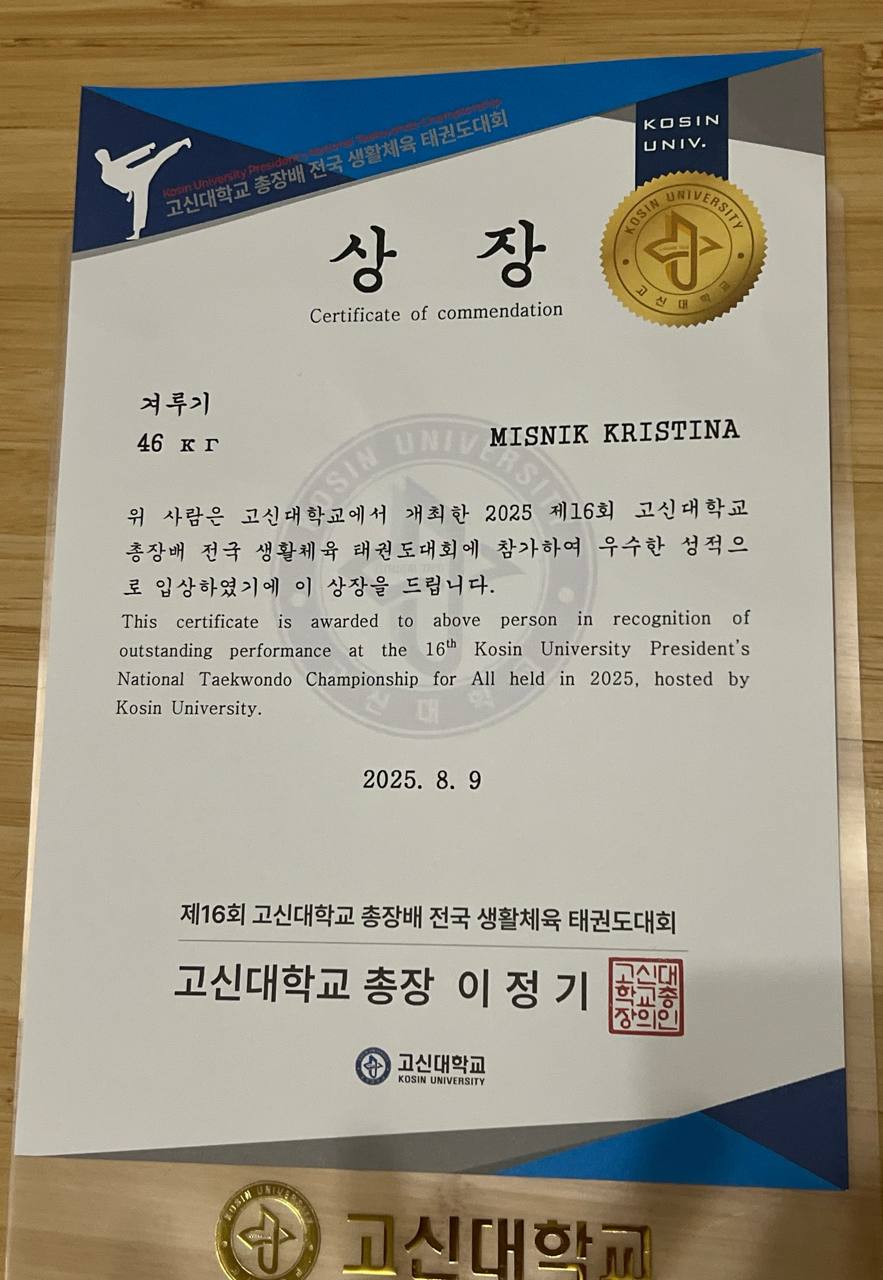 Kosin University President's National Taekwondo Championship
고신대학교 총장배 전국 생활체육 태권도대회
KOSIN
UNIV.
KOSIN UNIVERSITY
고신대학교
상 장
Certificate of commendation
겨루기
46 кг
MISNIK KRISTINA
위 사람은 고신대학교에서 개최한 2025 제16회 고신대학교
총장배 전국 생활체육 태권도대회에 참가하여 우수한 성적으
로 입상하였기에 이 상장을 드립니다.
This certificate is awarded to above person in recognition of
outstanding performance at the 16th Kosin University President's
National Taekwondo Championship for All held in 2025, hosted by
Kosin University.
KOSIN UNIVERSITY
고신대학교
2025. 8. 9
제16회 고신대학교 총장배 전국 생활체육 태권도대회
고신대학교 총장 이 정 기
고신대
학교총
장의인
고신대학교
KOSIN UNIVERSITY
고신대학교